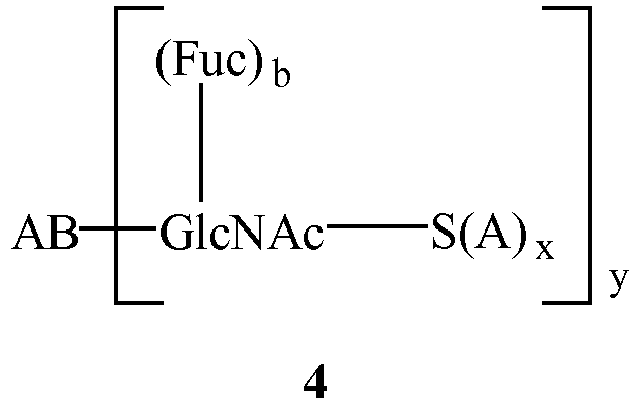 (Fuc)b
AB GlcNAc S(A)x
y
4